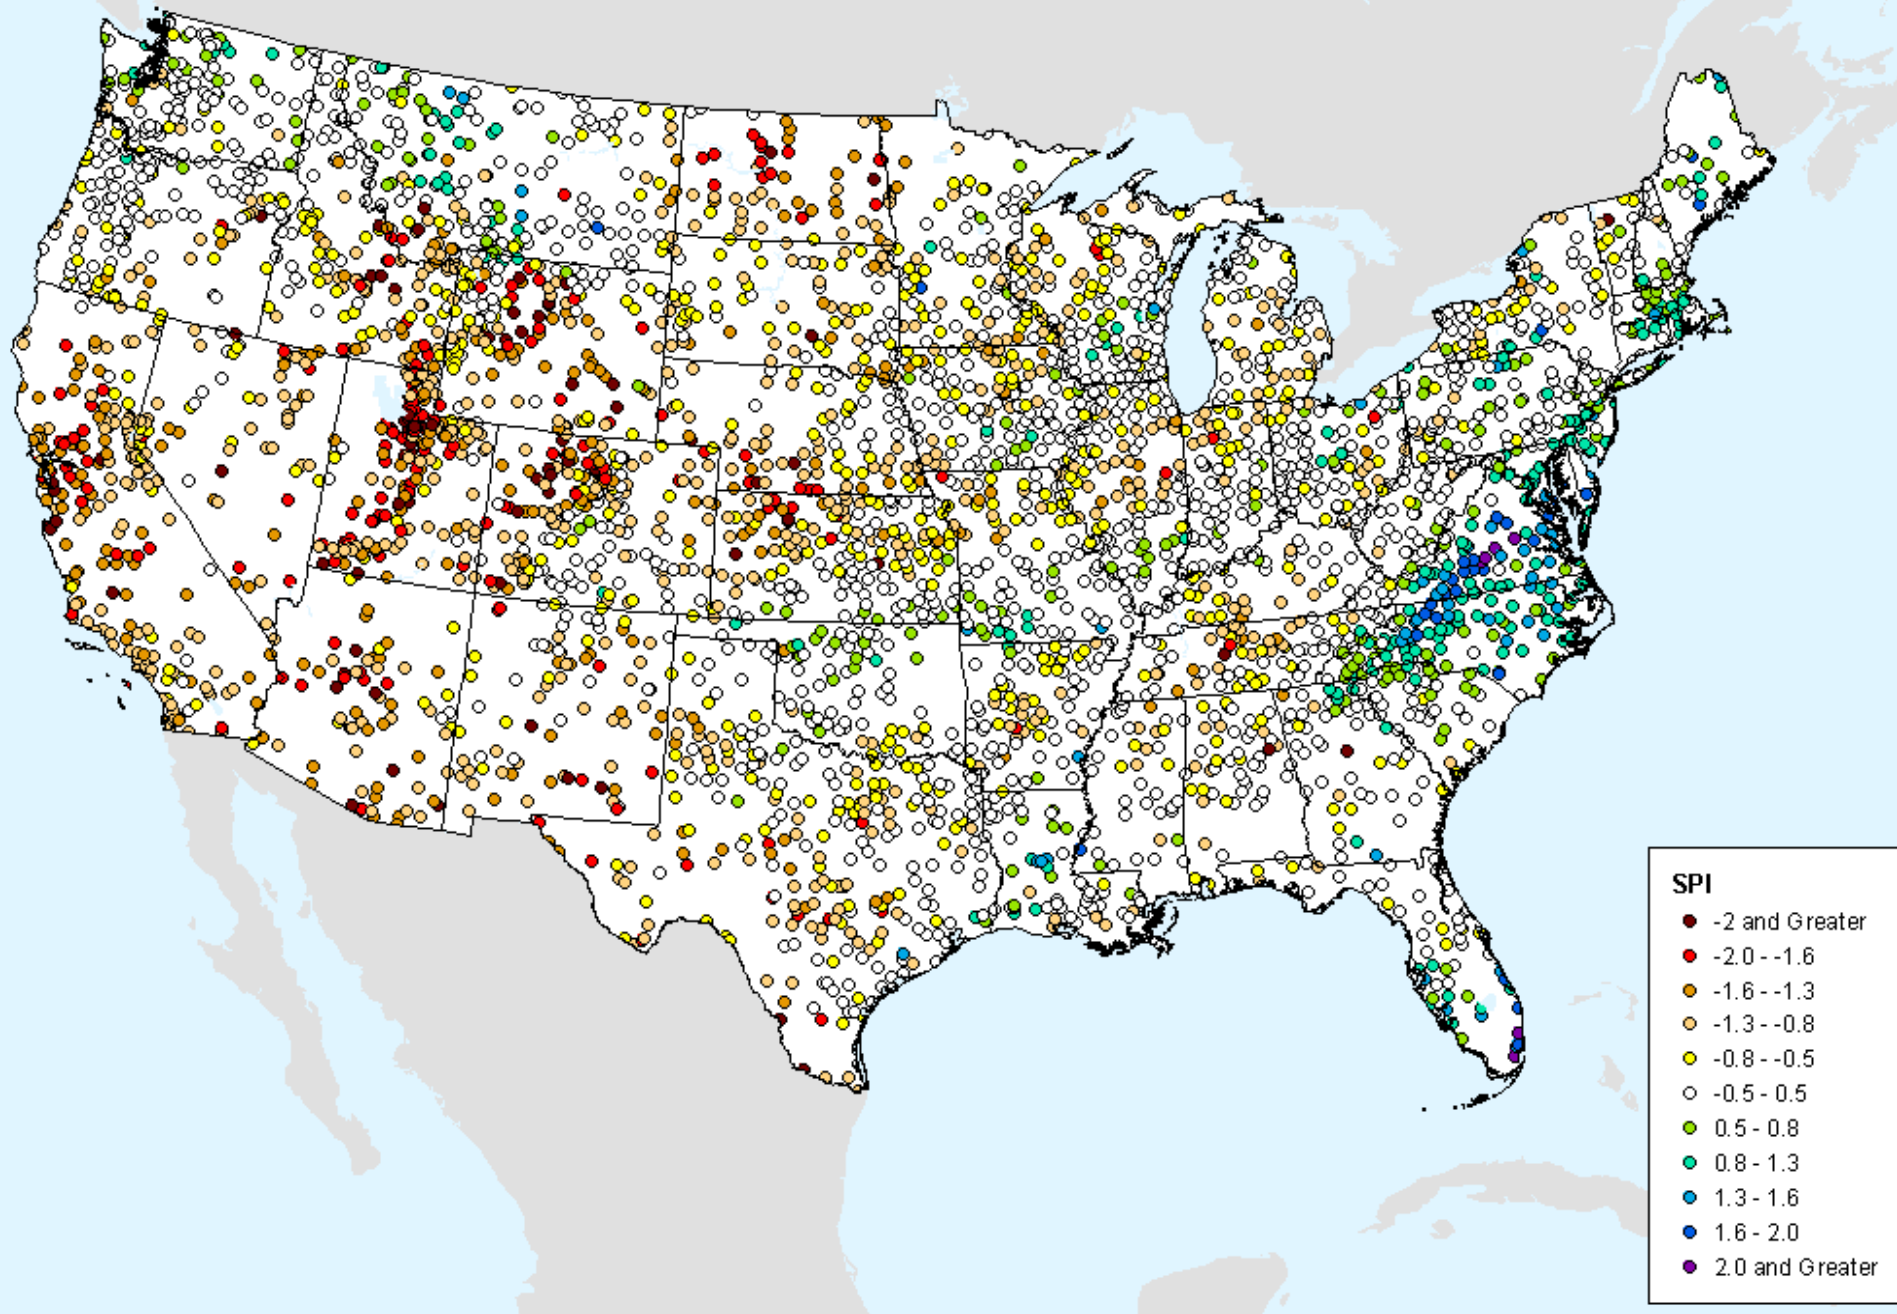 SPI
-2 and Greater
-2.0 - -1.6
-1.6 - -1.3
-1.3 - -0.8
-0.8 - -0.5
-0.5 - 0.5
0.5 - 0.8
0.8 - 1.3
1.3 - 1.6
1.6 - 2.0
2.0 and Greater